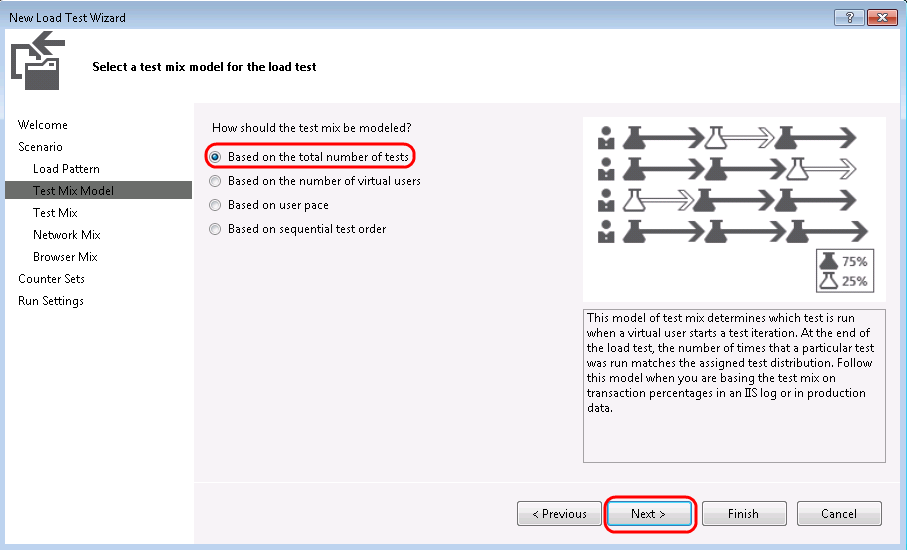 New Load Test Wizard
?
Select a test mix model for the load test
Welcome
Scenario
Load Pattern
Test Mix Model
Test Mix
Network Mix
Browser Mix
Counter Sets
Run Settings
How should the test mix be modeled?
Based on the total number of tests
Based on the number of virtual users
Based on user pace
Based on sequential test order
75%
25%
This model of test mix determines which test is run
when a virtual user starts a test iteration. At the end of
the load test, the number of times that a particular test
was run matches the assigned test distribution. Follow
this model when you are basing the test mix on
transaction percentages in an IIS log or in production
data.
< Previous
Next >
Finish
Cancel